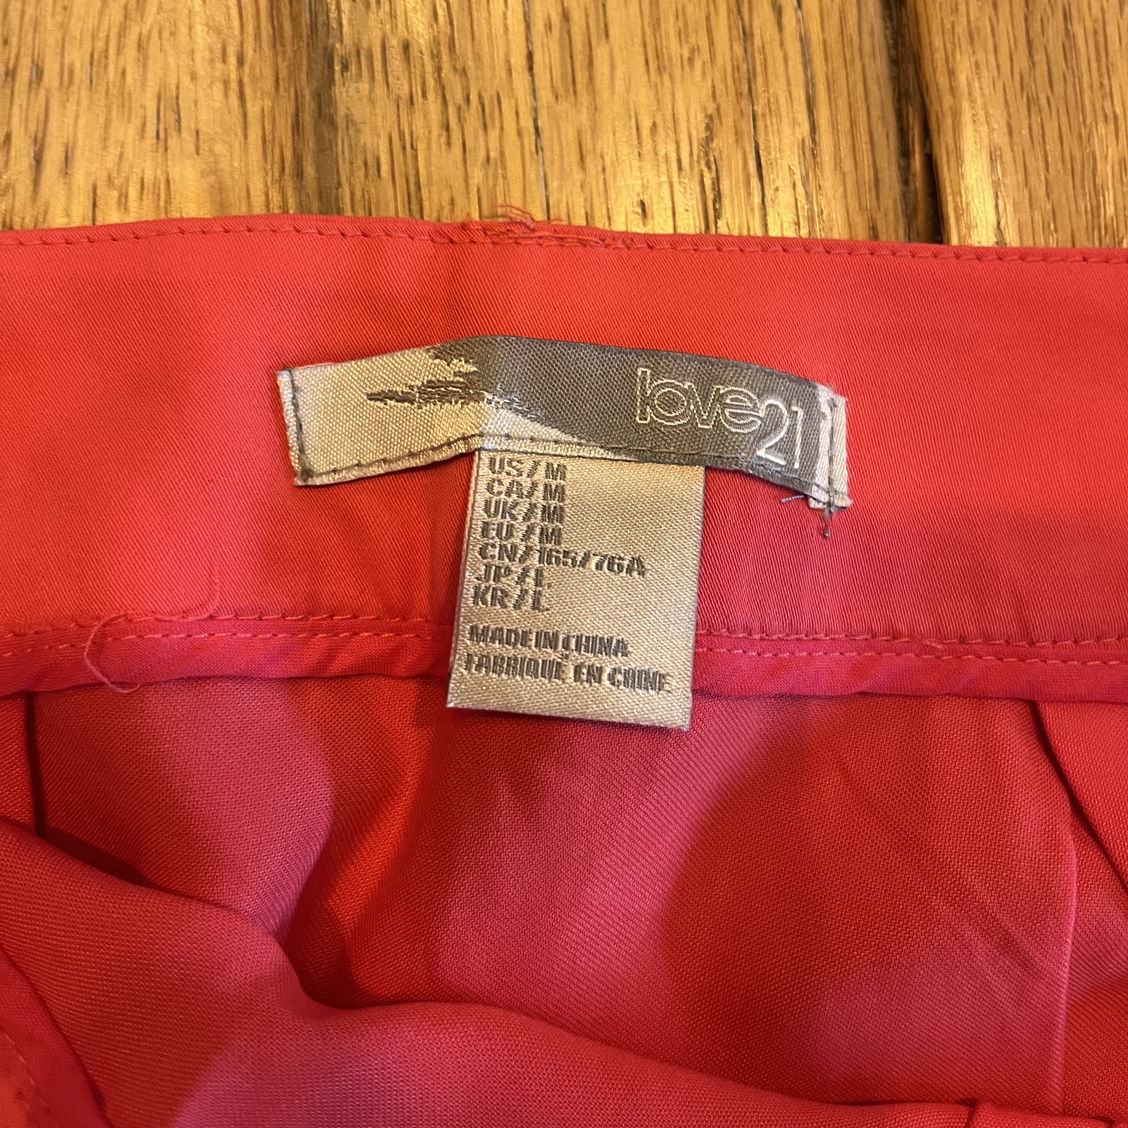 love21
US/M
CA/M
UK/M
EU/M
CN/165/76A
JP/L
KR/L
MADE IN CHINA
FABRIQUÉ EN CHINE